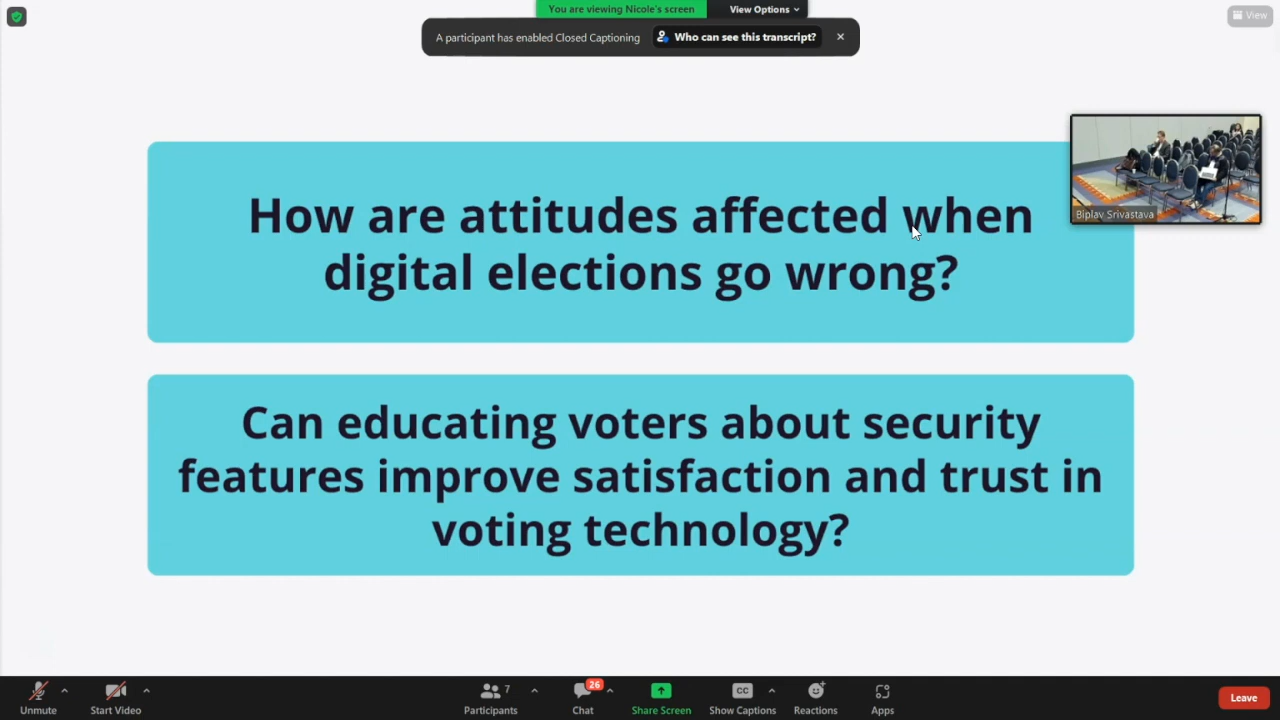 You are viewing Nicole's screen
View Options
View
A participant has enabled Closed Captioning
Who can see this transcript?
How are attitudes affected when
digital elections go wrong?
Biplav Srivastava
Can educating voters about security
features improve satisfaction and trust in
voting technology?
Unmute
Start Video
Participants
7
Chat
26
Share Screen
CC
Show Captions
Reactions
Apps
Leave